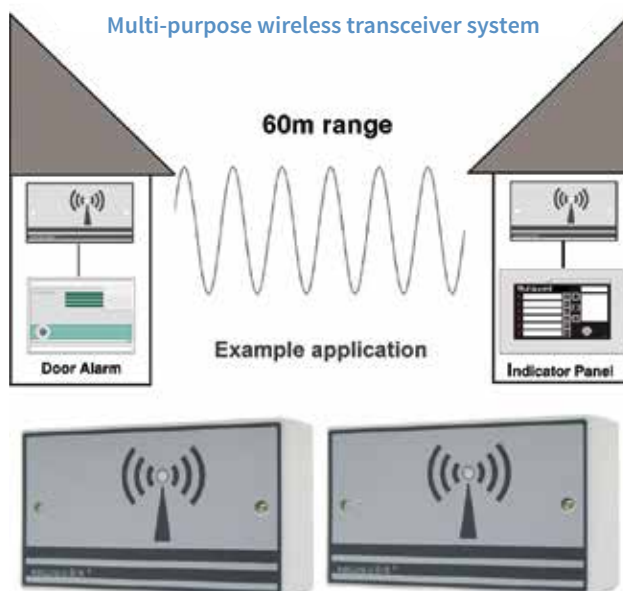 Multi-purpose wireless transceiver system
60m range
Example application
Door Alarm
Indicator Panel